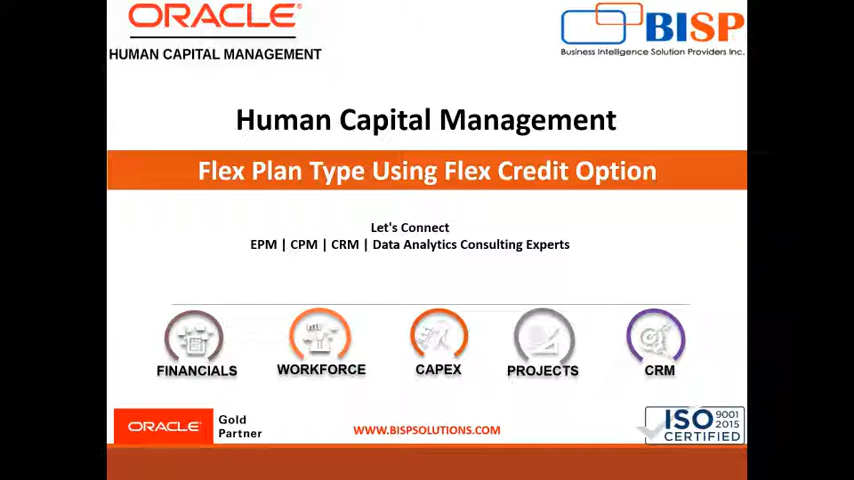 ORACLE®
HUMAN CAPITAL MANAGEMENT
BISP
Business Intelligence Solution Providers Inc.
Human Capital Management
Flex Plan Type Using Flex Credit Option
Let's Connect
EPM | CPM | CRM | Data Analytics Consulting Experts
FINANCIALS
WORKFORCE
CAPEX
PROJECTS
CRM
ORACLE®
Gold
Partner
WWW.BISPSOLUTIONS.COM
ISO 9001
2015
CERTIFIED